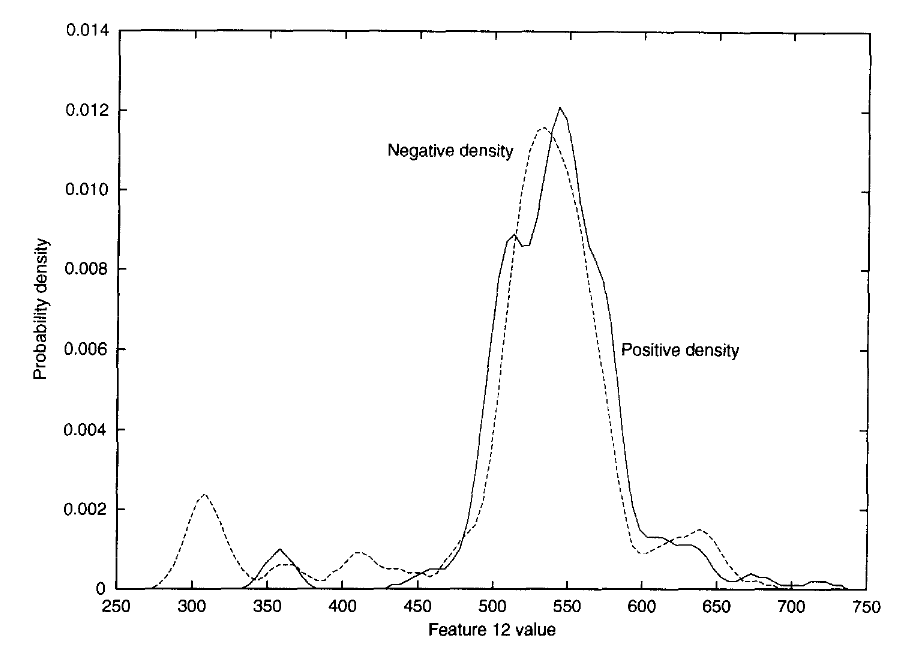 0.014
0.012
Negative density
0.010
0.008
Probability density
0.006
Positive density
0.004
0.002
0
250 300 350 400 450 500 550 600 650 700 750
Feature 12 value